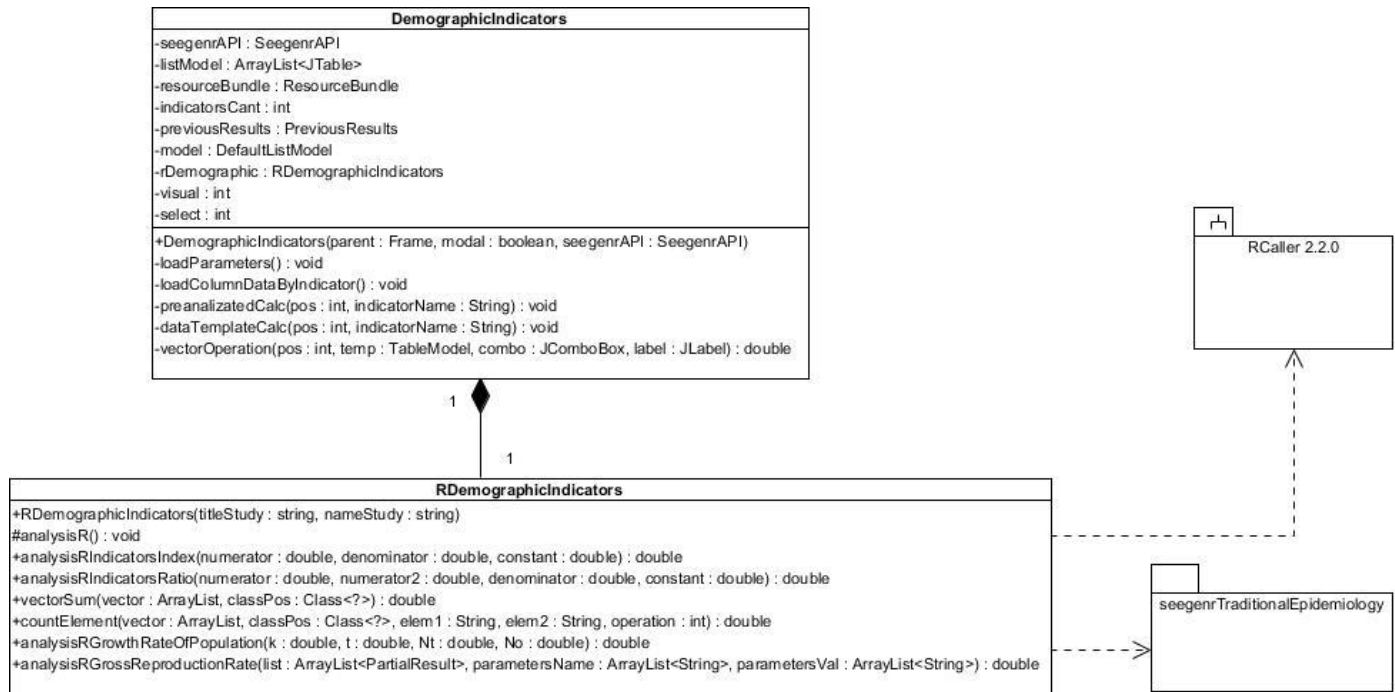 DemographicIndicators
-seegenrAPI : SeegenrAPI
-listModel : ArrayList<JTable>
-resourceBundle : ResourceBundle
-indicatorsCant : int
-previousResults : PreviousResults
-model : DefaultListModel
-rDemographic : RDemographicIndicators
-visual : int
-select : int
+DemographicIndicators(parent : Frame, modal : boolean, seegenrAPI : SeegenrAPI)
-loadParameters() : void
-loadColumnDataByIndicator() : void
-preanalizatedCalc(pos : int, indicatorName : String) : void
-dataTemplateCalc(pos : int, indicatorName : String) : void
-vectorOperation(pos : int, temp : TableModel, combo : JComboBox, label : JLabel) : double
RCaller 2.2.0
1
1
RDemographicIndicators
+RDemographicIndicators(titleStudy : string, nameStudy : string)
#analysisR() : void
+analysisRIndicatorsIndex(numerator : double, denominator : double, constant : double) : double
+analysisRIndicatorsRatio(numerator : double, numerator2 : double, denominator : double, constant : double) : double
+vectorSum(vector : ArrayList, classPos : Class<?>) : double
+countElement(vector : ArrayList, classPos : Class<?>, elem1 : String, elem2 : String, operation : int) : double
+analysisRGrowthRateOfPopulation(k : double, t : double, Nt : double, No : double) : double
+analysisRGrossReproductionRate(list : ArrayList<PartialResult>, parametersName : ArrayList<String>, parametersVal : ArrayList<String>) : double
seegenrTraditionalEpidemiology